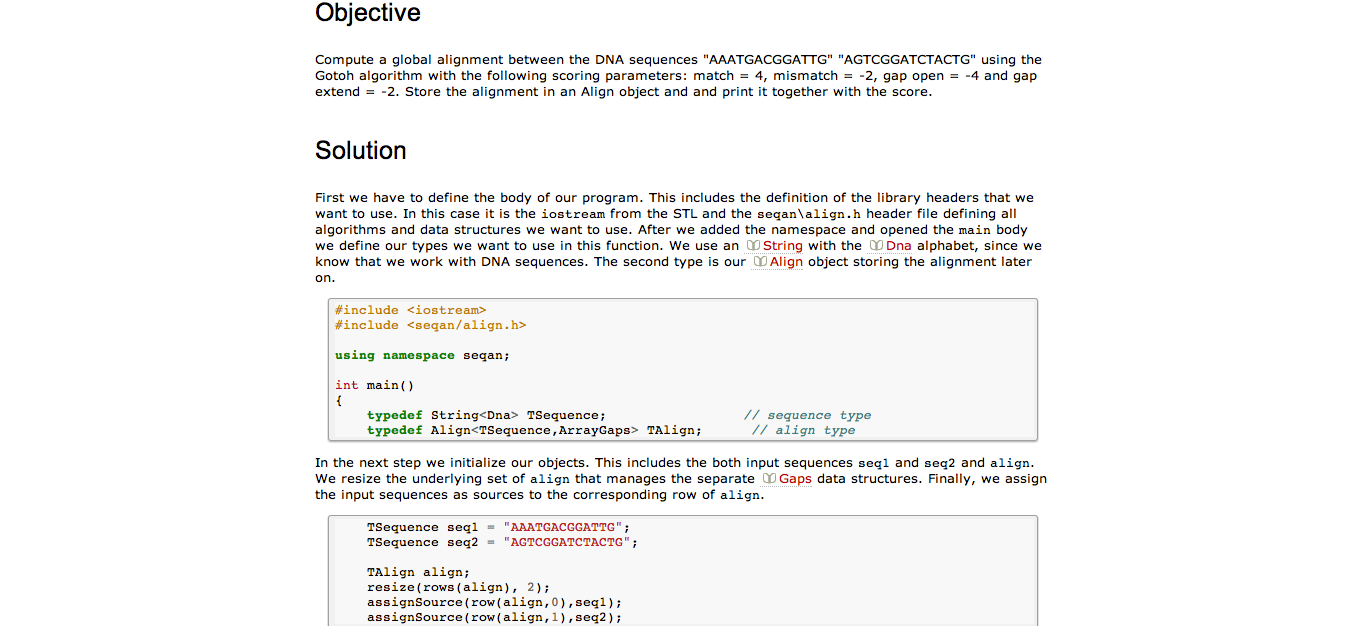 Objective
Compute a global alignment between the DNA sequences "AAATGACGGATTG" "AGTCGGATCTACTG" using the
Gotoh algorithm with the following scoring parameters: match = 4, mismatch = -2, gap open = -4 and gap
extend = -2. Store the alignment in an Align object and and print it together with the score.
Solution
First we have to define the body of our program. This includes the definition of the library headers that we
want to use. In this case it is the iostream from the STL and the seqan\align.h header file defining all
algorithms and data structures we want to use. After we added the namespace and opened the main body
we define our types we want to use in this function. We use an String with the Dna alphabet, since we
know that we work with DNA sequences. The second type is our Align object storing the alignment later
on.
#include <iostream>
#include <seqan/align.h>
using namespace seqan;
int main()
{
typedef String<Dna> TSequence; // sequence type
typedef Align<TSequence,ArrayGaps> TAlign; // align type
In the next step we initialize our objects. This includes the both input sequences seq1 and seq2 and align.
We resize the underlying set of align that manages the separate Gaps data structures. Finally, we assign
the input sequences as sources to the corresponding row of align.
TSequence seq1 = "AAATGACGGATTG";
TSequence seq2 = "AGTCGGATCTACTG";
TAlign align;
resize(rows(align), 2);
assignSource(row(align,0),seq1);
assignSource(row(align,1),seq2);